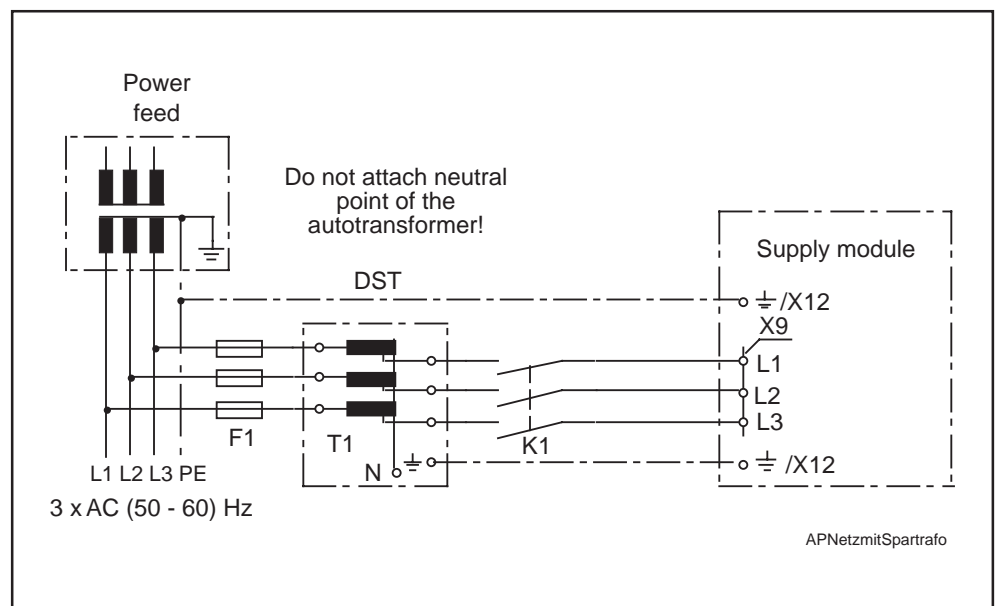 Power
feed
Do not attach neutral
point of the
autotransformer!
Supply module
DST
/X12
X9
L1
L2
L3
F1
T1
K1
N
/X12
L1 L2 L3 PE
3 x AC (50 - 60) Hz
APNetzmitSpartrafo